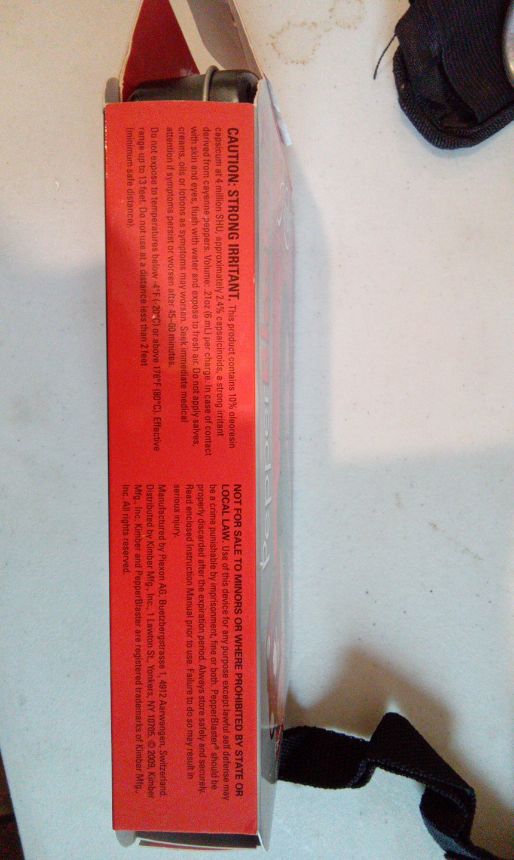 CAUTION: STRONG IRRITANT. This product contains 10% oleoresin
capsicum at 4 million SHU, approximately 2.4% capsaicinoids, a strong irritant
derived from cayenne peppers. Volume: .21oz (6 mL) per charge. In case of contact
with skin and eyes, flush with water and expose to fresh air. Do not apply salves,
creams, oils or lotions as symptoms may worsen. Seek immediate medical
attention if symptoms persist or worsen after 45-60 minutes.
Do not expose to temperatures below -4°F (-20°C) or above 176°F (80°C). Effective
range up to 13 feet. Do not use at a distance less than 2 feet
(minimum safe distance).
NOT FOR SALE TO MINORS OR WHERE PROHIBITED BY STATE OR
LOCAL LAW. Use of this device for any purpose except lawful self defense may
be a crime punishable by imprisonment, fine or both. PepperBlaster® should be
properly discarded after the expiration period. Always store safely and securely.
Read enclosed Instruction Manual prior to use. Failure to do so may result in
serious injury.
Manufactured by Piexon AG, Buetzbergstrasse 1, 4912 Aarwangen, Switzerland.
Distributed by Kimber Mfg., Inc., 1 Lawton St., Yonkers, NY 10705. © 2009, Kimber
Mfg., Inc. Kimber and PepperBlaster are registered trademarks of Kimber Mfg.,
Inc. All rights reserved.